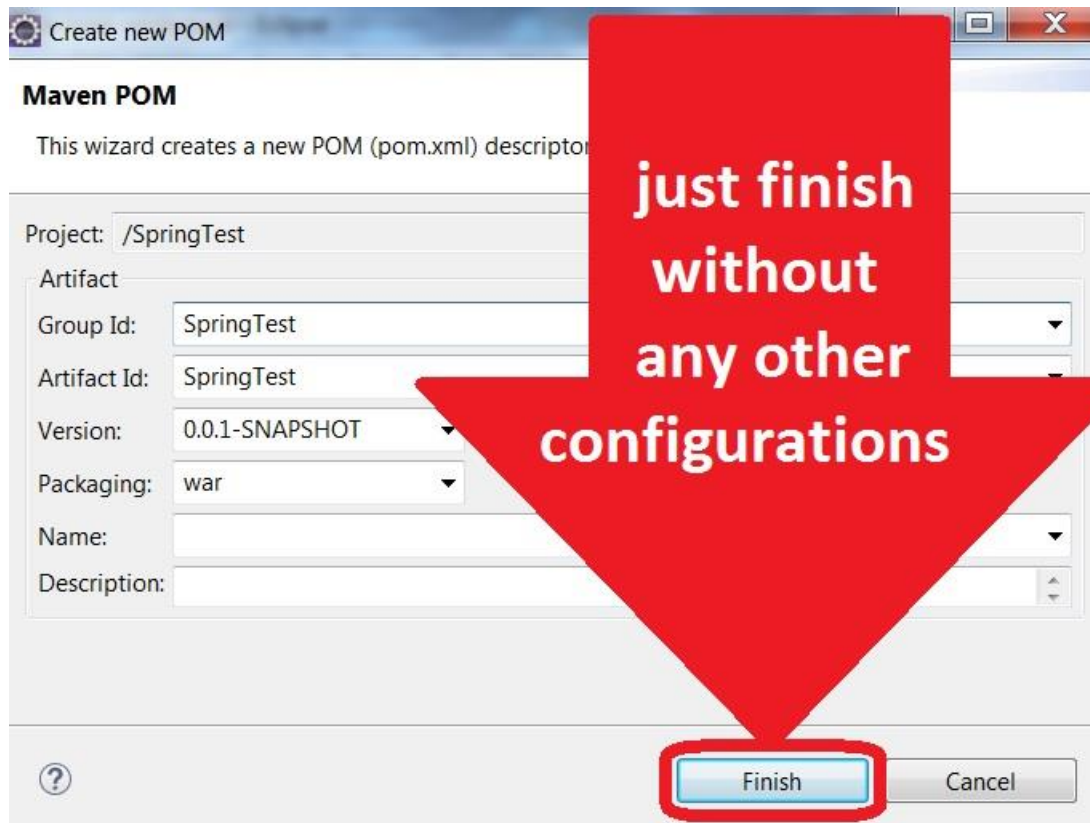 Create new POM
Maven POM
This wizard creates a new POM (pom.xml) descriptor
just finish
without
any other
configurations
Project: /SpringTest
Artifact
Group Id: SpringTest
Artifact Id: SpringTest
Version: 0.0.1-SNAPSHOT
Packaging: war
Name:
Description:
Finish Cancel